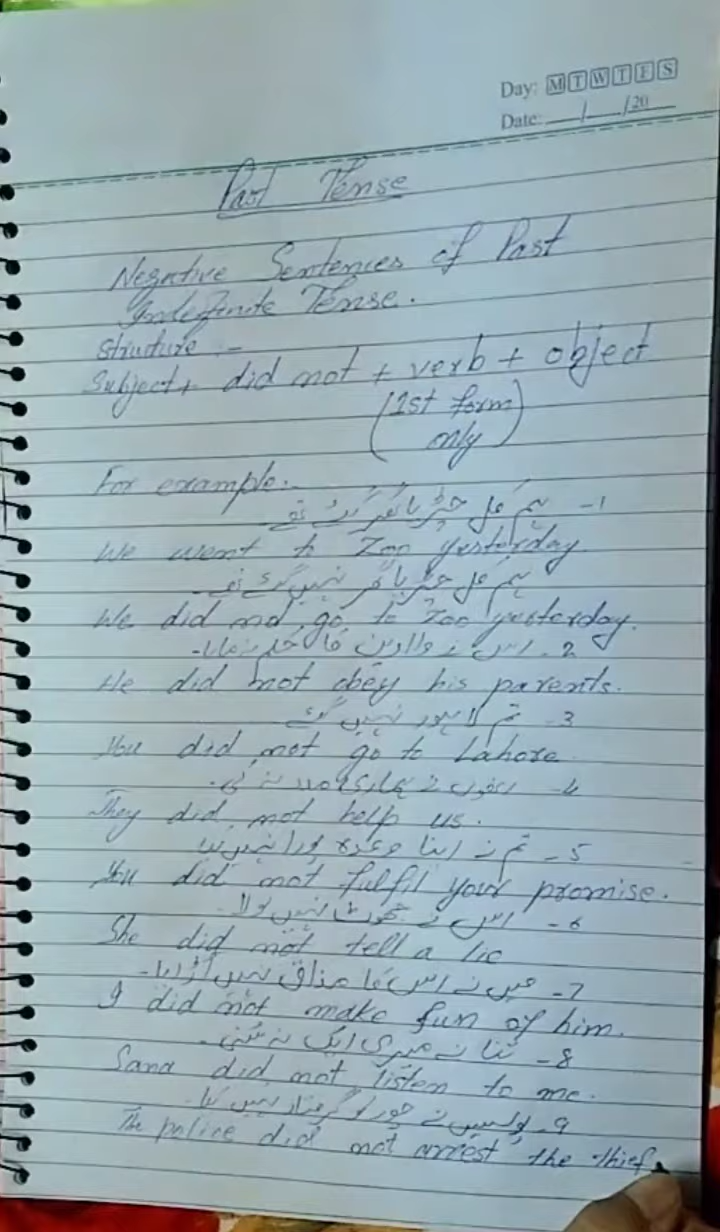 Day: M T W T F S
Date: __/__/20__
Past Tense
Negative Sentences of Past
Indefinite Tense.
Structure :-
Subject + did not + verb + object
(1st form
only)
For example:-
1- ہم کل چڑیا گھر گئے تھے۔
We went to Zoo yesterday.
ہم کل چڑیا گھر نہیں گئے تھے۔
We did not go to Zoo yesterday.
2- اس نے والدین کا حکم نہ مانا۔
He did not obey his parents.
3- تم لاہور نہیں گئے
You did not go to Lahore.
4- انھوں نے ہماری مدد نہ کی۔
They did not help us.
5- تم نے اپنا وعدہ پورا نہیں کیا
You did not fulfil your promise.
6- اس نے جھوٹ نہیں بولا۔
She did not tell a lie
7- میں نے اس کا مذاق نہیں اڑایا۔
I did not make fun of him.
8- ثنا نے میری ایک نہ سنی۔
Sana did not listen to me.
9- پولیس نے چور کو گرفتار نہیں کیا۔
The police did not arrest the thief.